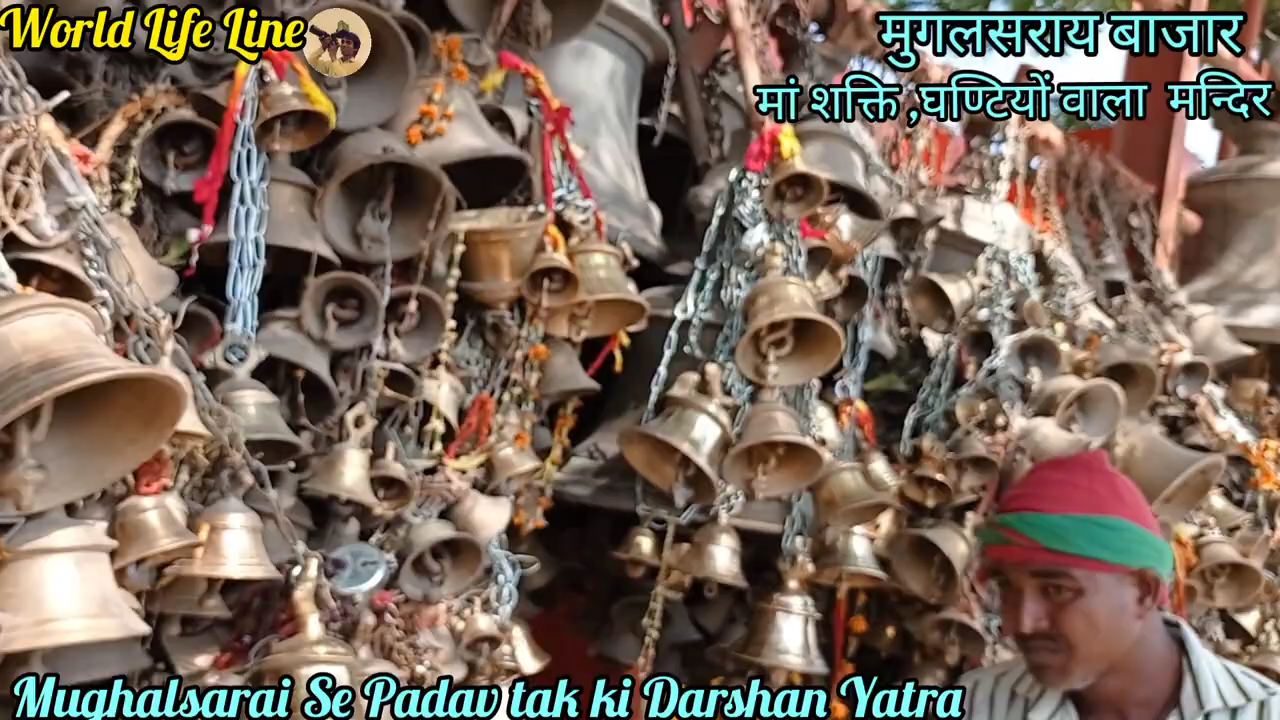 World Life Line
मुगलसराय बाजार
मां शक्ति ,घण्टियों वाला मन्दिर
Mughalsarai Se Padav tak ki Darshan Yatra